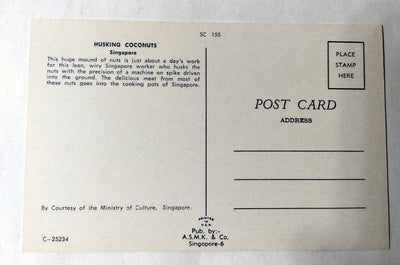 SC 155
HUSKING COCONUTS
Singapore
This huge mound of nuts is just about a day's work
for this lean, wiry Singapore worker who husks the
nuts with the precision of a machine on spike driven
into the ground. The delicious meat from most of
these nuts goes into the cooking pots of Singapore.
By Courtesy of the Ministry of Culture, Singapore.
C-25234
PRINTED
IN
U.S.A.
Pub. by:-
A.S.M.K. & Co.
Singapore-6
PLACE
STAMP
HERE
POST CARD
ADDRESS